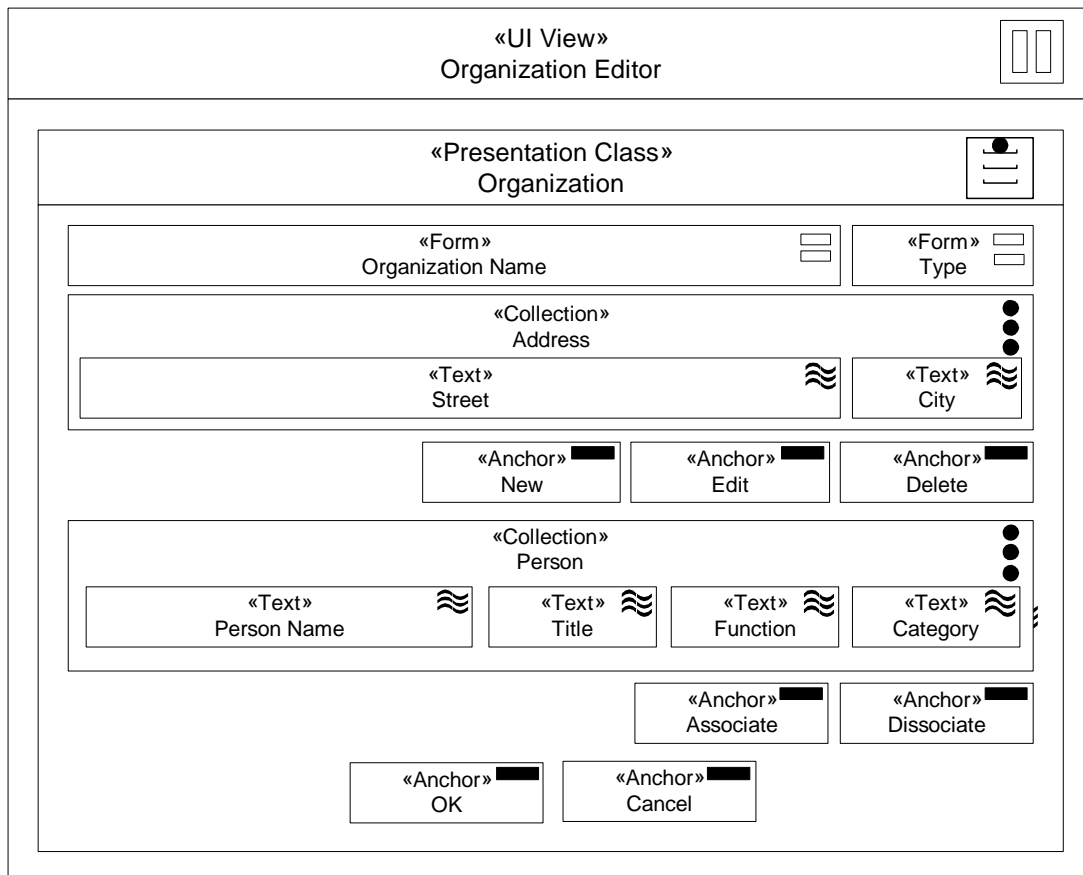 «UI View»
Organization Editor
«Presentation Class»
Organization
«Form»
Organization Name
«Form»
Type
«Collection»
Address
«Text»
Street
«Text»
City
«Anchor»
New
«Anchor»
Edit
«Anchor»
Delete
«Collection»
Person
«Text»
Person Name
«Text»
Title
«Text»
Function
«Text»
Category
«Anchor»
Associate
«Anchor»
Dissociate
«Anchor»
OK
«Anchor»
Cancel